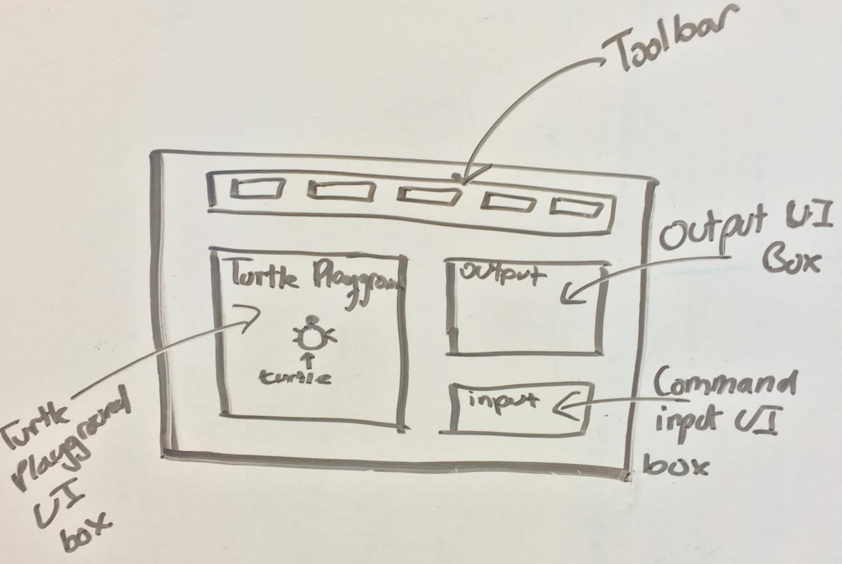 Toolbar
Output UI
Box
Turtle Playgroun
output
turtle
input
Command
input UI
box
Turtle
Playground
UI
box